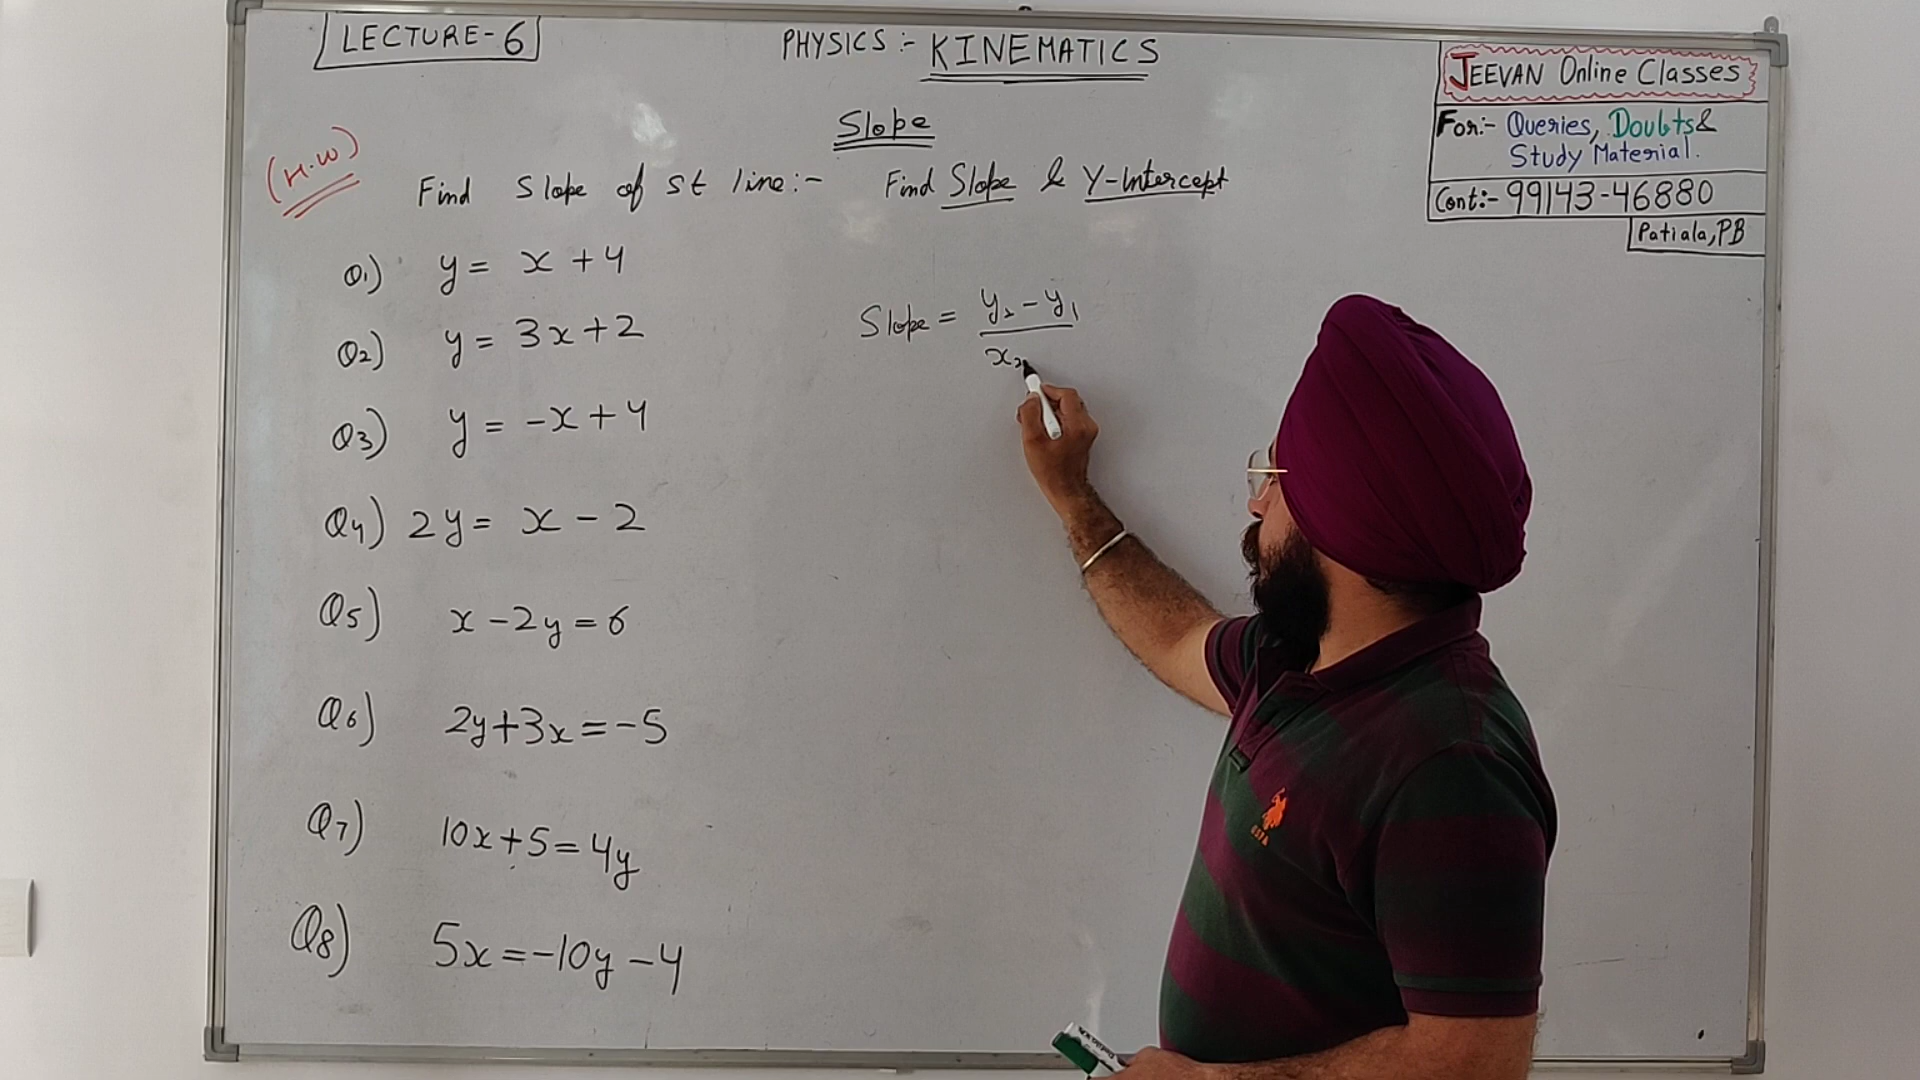 LECTURE-6
PHYSICS:- KINEMATICS
JEEVAN Online Classes
For:- Queries, Doubts &
Study Material.
Cont:- 99143-46880
Patiala, PB
Slope
(H.W)
Find Slope of st line:- Find Slope & Y-Intercept
Q1) y = x + 4
Q2) y = 3x + 2
Q3) y = -x + 4
Q4) 2y = x - 2
Q5) x - 2y = 6
Q6) 2y + 3x = -5
Q7) 10x + 5 = 4y
Q8) 5x = -10y - 4
Slope = y₂ - y₁
x₂
USPA